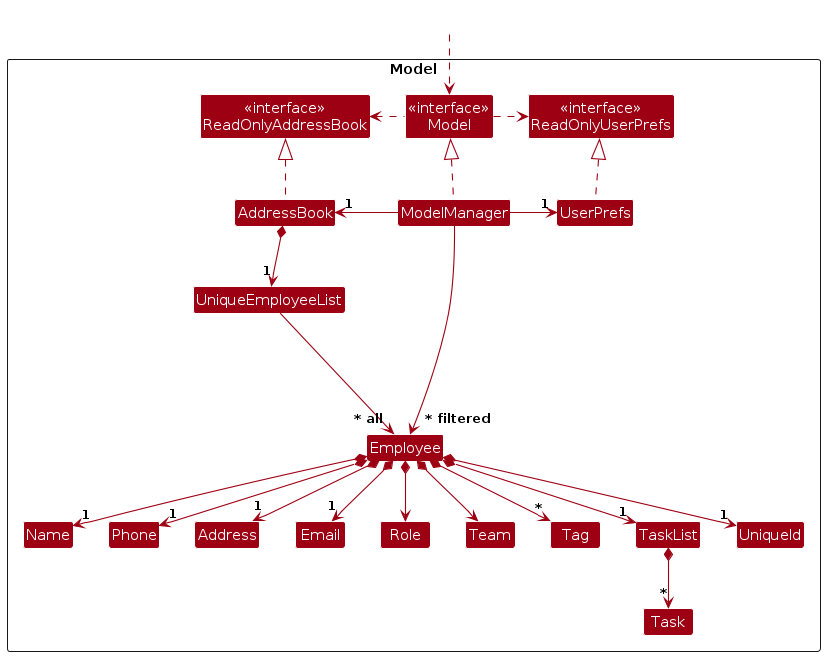 Model
«interface»
ReadOnlyAddressBook
«interface»
Model
«interface»
ReadOnlyUserPrefs
AddressBook
1
ModelManager
1
UserPrefs
1
UniqueEmployeeList
* all
* filtered
Employee
1
1
1
1
*
1
1
Name
Phone
Address
Email
Role
Team
Tag
TaskList
UniqueId
*
Task